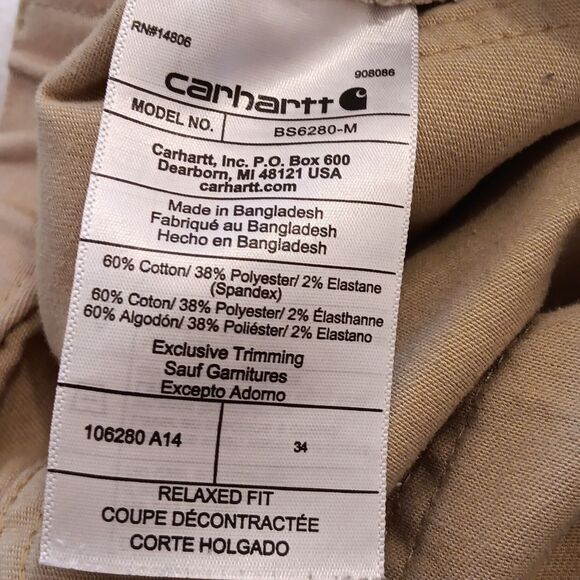 RN#14806
908086
carhartt
MODEL NO. BS6280-M
Carhartt, Inc. P.O. Box 600
Dearborn, MI 48121 USA
carhartt.com
Made in Bangladesh
Fabriqué au Bangladesh
Hecho en Bangladesh
60% Cotton/ 38% Polyester/ 2% Elastane
(Spandex)
60% Coton/ 38% Polyester/ 2% Élasthanne
60% Algodón/ 38% Poliéster/ 2% Elastano
Exclusive Trimming
Sauf Garnitures
Excepto Adorno
106280 A14 34
RELAXED FIT
COUPE DÉCONTRACTÉE
CORTE HOLGADO